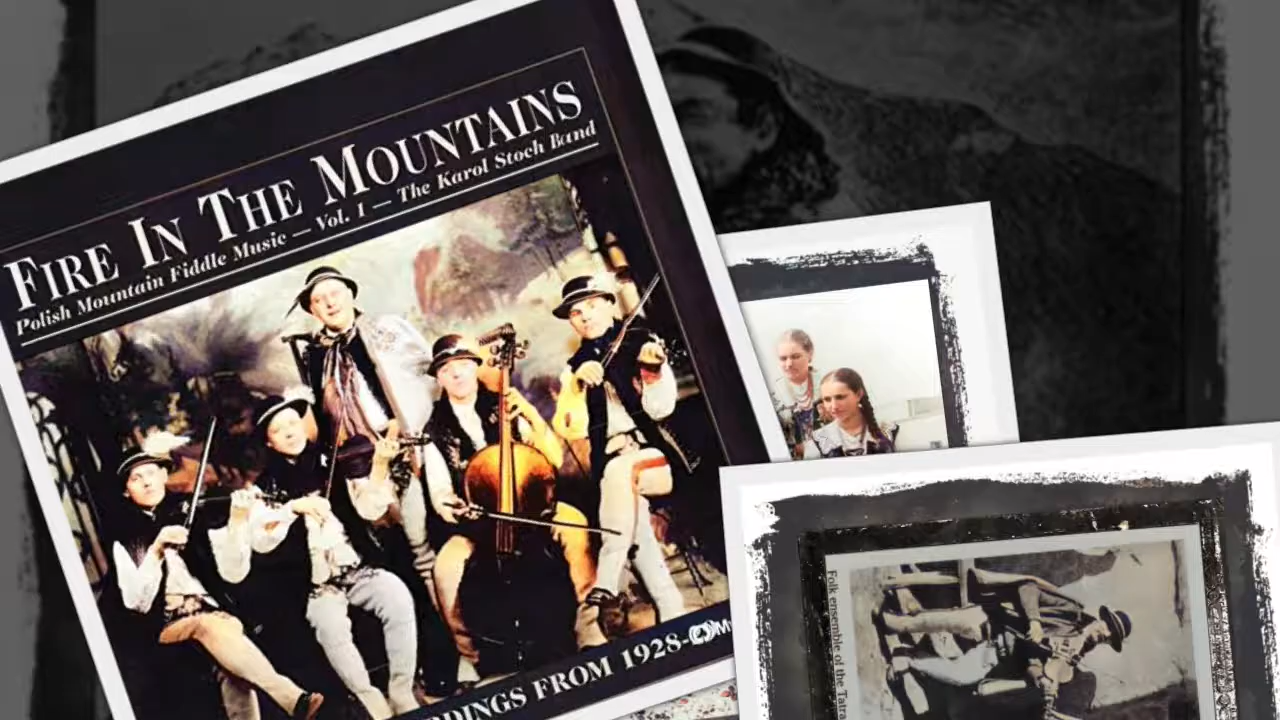 FIRE IN THE MOUNTAINS
Polish Mountain Fiddle Music — Vol. 1 — The Karol Stoch Band
FROM 1928-
Folk ensemble of the Tatra